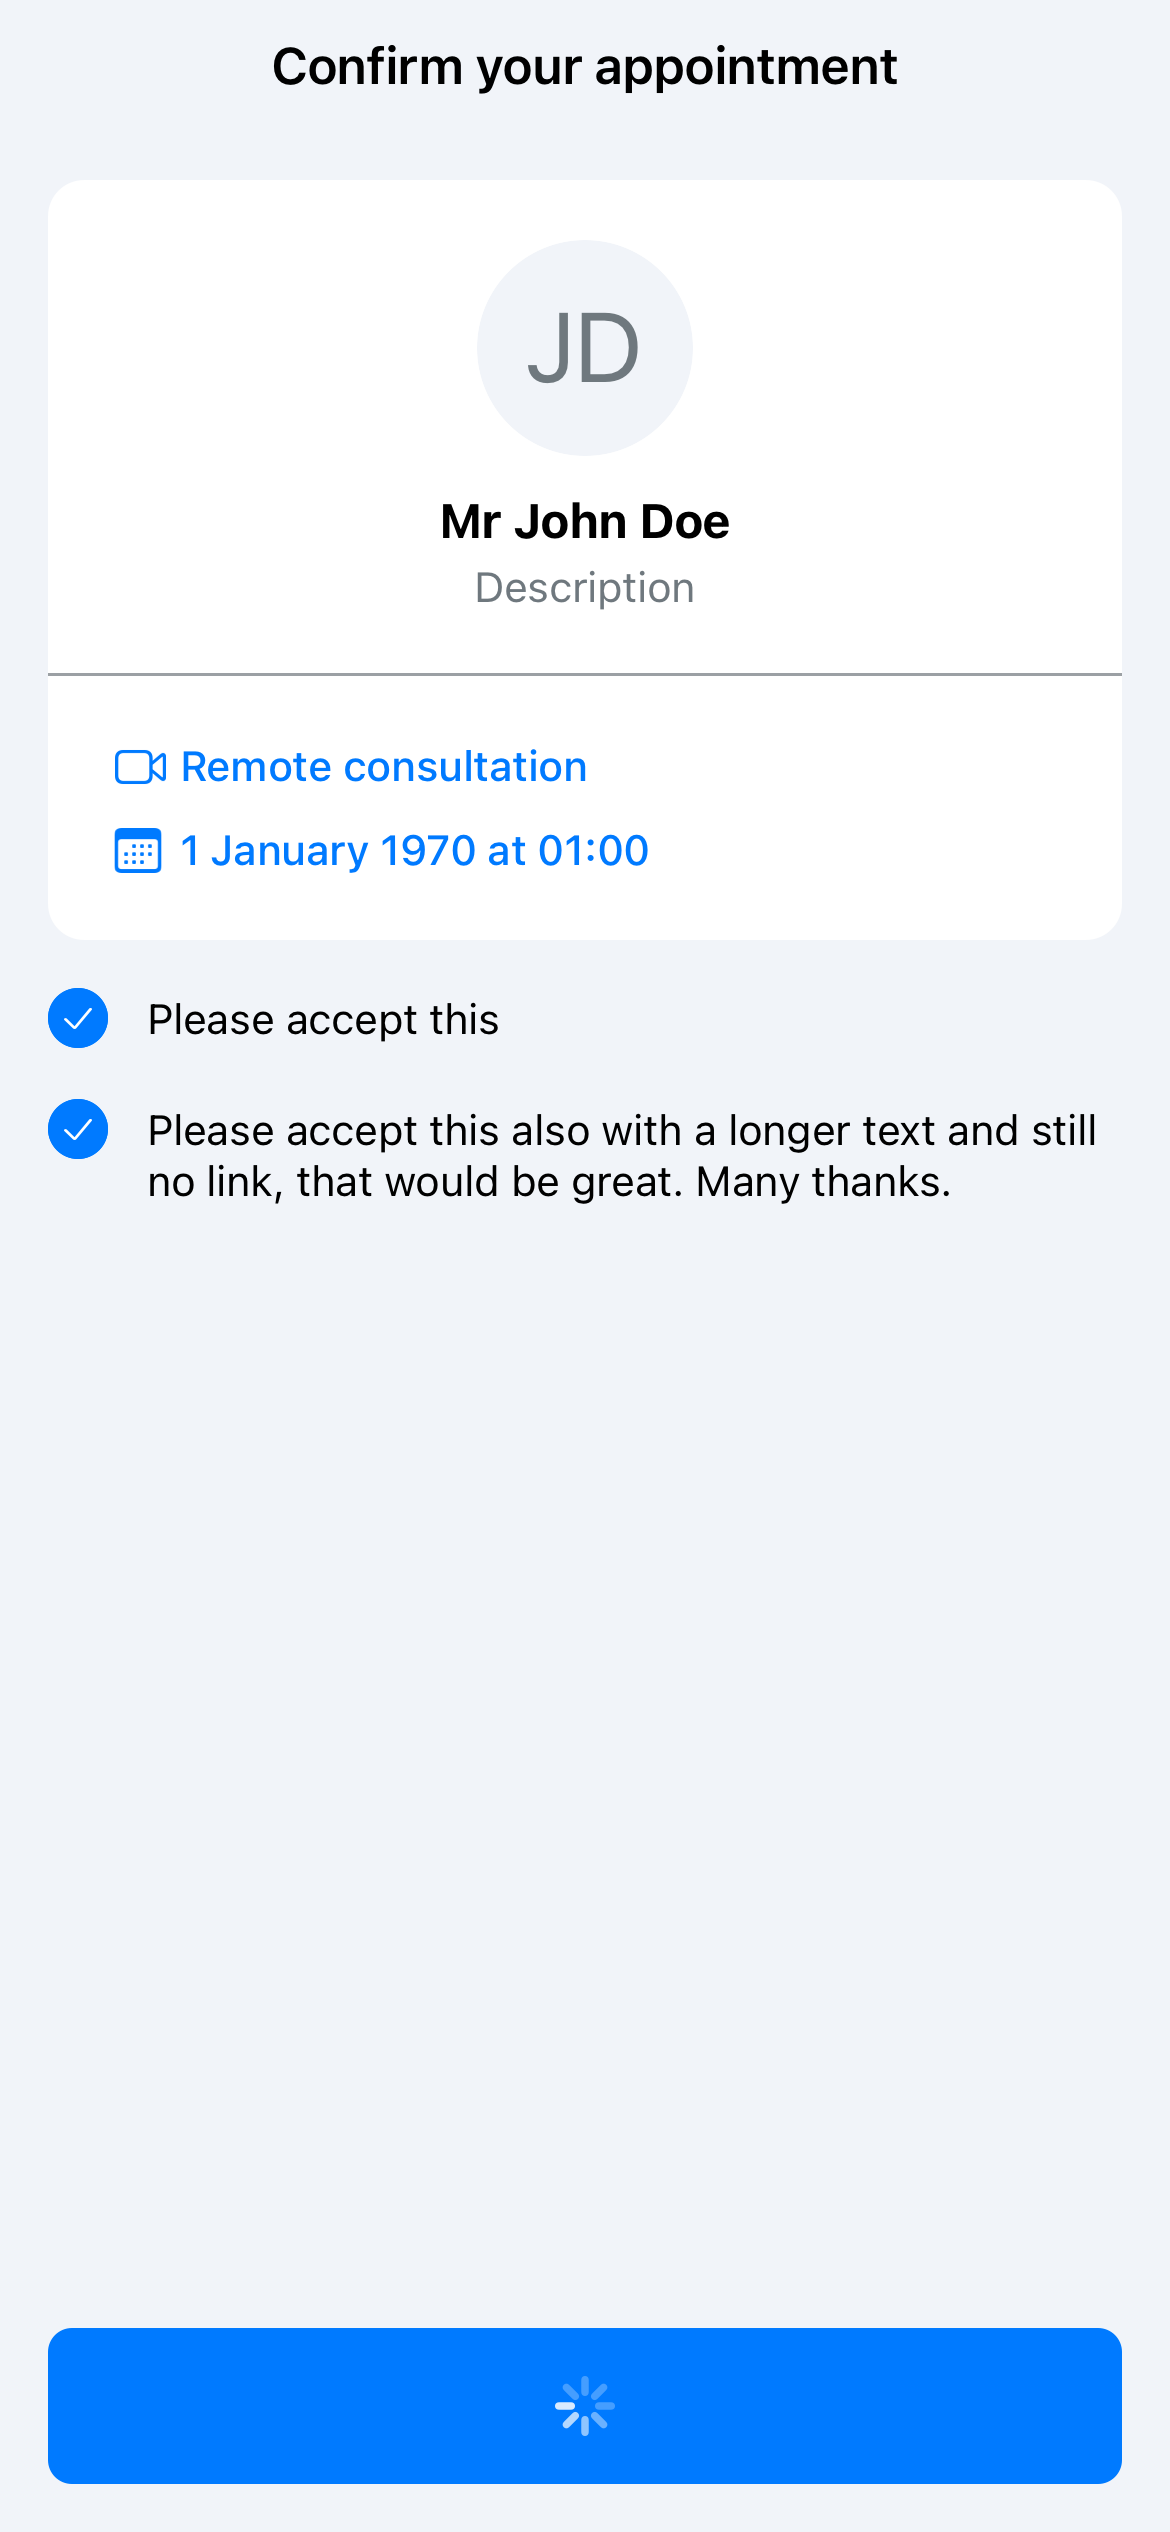 Confirm your appointment
JD
Mr John Doe
Description
Remote consultation
1 January 1970 at 01:00
Please accept this
Please accept this also with a longer text and still
no link, that would be great. Many thanks.